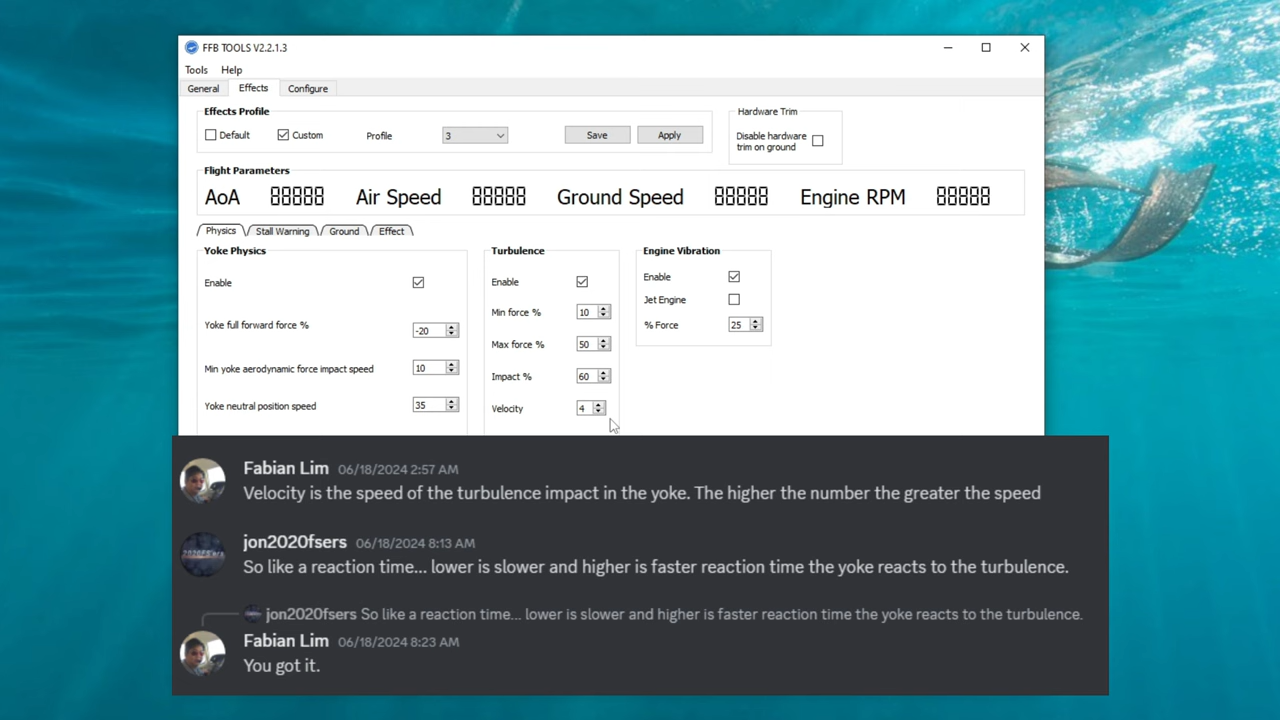 FFB TOOLS V2.2.1.3
Tools Help
General Effects Configure
Effects Profile
Default Custom Profile 3 Save Apply
Hardware Trim
Disable hardware
trim on ground
Flight Parameters
AoA 88888 Air Speed 88888 Ground Speed 88888 Engine RPM 88888
Physics Stall Warning Ground Effect
Yoke Physics
Enable
Yoke full forward force % -20
Min yoke aerodynamic force impact speed 10
Yoke neutral position speed 35
Turbulence
Enable
Min force % 10
Max force % 50
Impact % 60
Velocity 4
Engine Vibration
Enable
Jet Engine
% Force 25
Fabian Lim 06/18/2024 2:57 AM
Velocity is the speed of the turbulence impact in the yoke. The higher the number the greater the speed
jon2020fsers 06/18/2024 8:13 AM
So like a reaction time... lower is slower and higher is faster reaction time the yoke reacts to the turbulence.
jon2020fsers So like a reaction time... lower is slower and higher is faster reaction time the yoke reacts to the turbulence.
Fabian Lim 06/18/2024 8:23 AM
You got it.